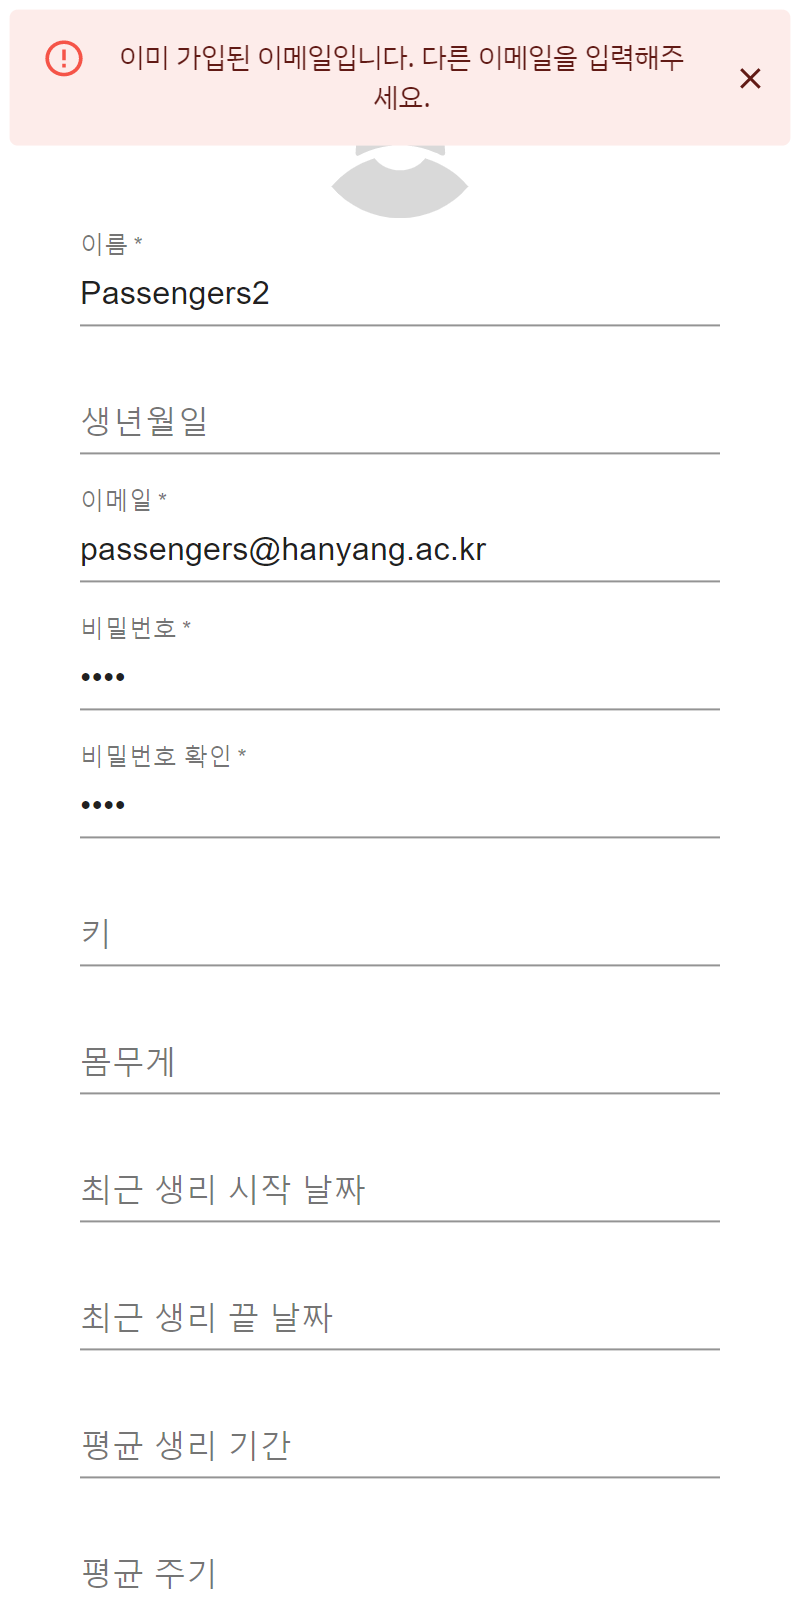 이미 가입된 이메일입니다. 다른 이메일을 입력해주
세요.
이름 *
Passengers2
생년월일
이메일 *
passengers@hanyang.ac.kr
비밀번호 *
••••
비밀번호 확인 *
••••
키
몸무게
최근 생리 시작 날짜
최근 생리 끝 날짜
평균 생리 기간
평균 주기